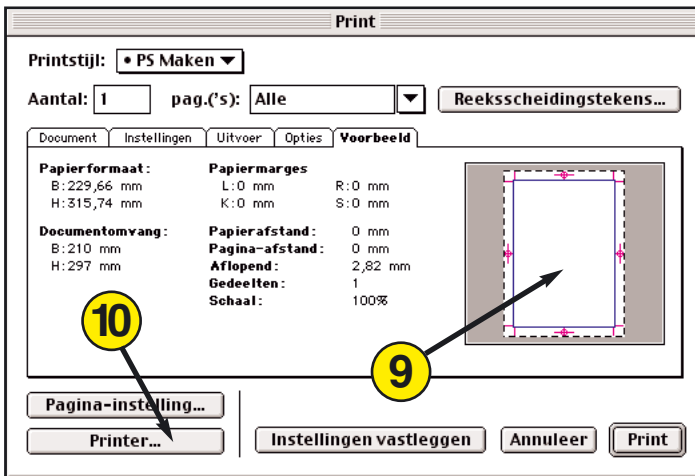 Print
Printstijl: • PS Maken
Aantal: 1 pag.('s): Alle Reeksscheidingstekens...
Document Instellingen Uitvoer Opties Voorbeeld
Papierformaat: Papiermarges
B:229,66 mm L:0 mm R:0 mm
H:315,74 mm K:0 mm S:0 mm
Documentomvang: Papierafstand: 0 mm
B:210 mm Pagina-afstand: 0 mm
H:297 mm Aflopend: 2,82 mm
Gedeelten: 1
Schaal: 100%
10
9
Pagina-instelling...
Printer... Instellingen vastleggen Annuleer Print